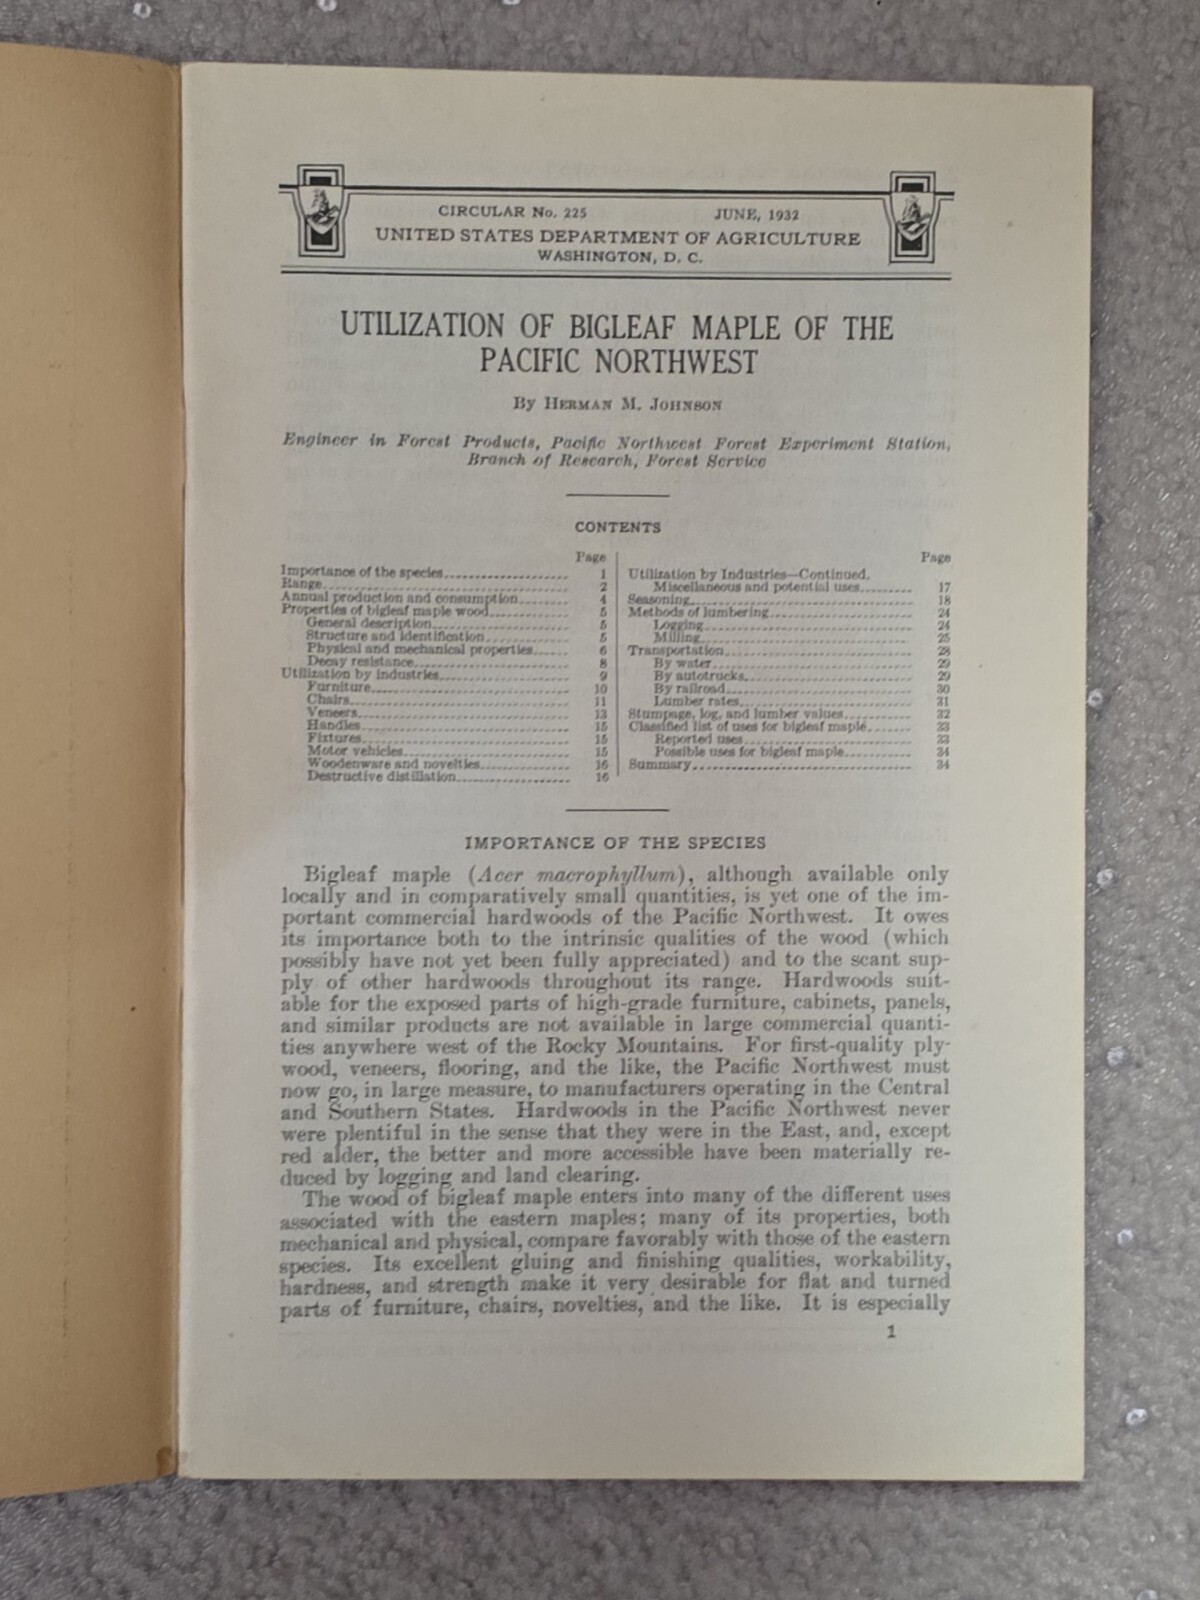 CIRCULAR No. 225 JUNE, 1932
UNITED STATES DEPARTMENT OF AGRICULTURE
WASHINGTON, D. C.
UTILIZATION OF BIGLEAF MAPLE OF THE
PACIFIC NORTHWEST
By HERMAN M. JOHNSON
Engineer in Forest Products, Pacific Northwest Forest Experiment Station,
Branch of Research, Forest Service
CONTENTS
Page
Importance of the species 1
Range 2
Annual production and consumption 4
Properties of bigleaf maple wood 5
General description 5
Structure and identification 5
Physical and mechanical properties 6
Decay resistance 8
Utilization by industries 9
Furniture 10
Chairs 11
Veneers 13
Handles 15
Fixtures 15
Motor vehicles 15
Woodenware and novelties 16
Destructive distillation 16
Page
Utilization by Industries—Continued.
Miscellaneous and potential uses 17
Seasoning 18
Methods of lumbering 24
Logging 24
Milling 25
Transportation 28
By water 29
By autotrucks 29
By railroad 30
Lumber rates 31
Stumpage, log, and lumber values 32
Classified list of uses for bigleaf maple 33
Reported uses 33
Possible uses for bigleaf maple 34
Summary 34
IMPORTANCE OF THE SPECIES
Bigleaf maple (Acer macrophyllum), although available only
locally and in comparatively small quantities, is yet one of the im-
portant commercial hardwoods of the Pacific Northwest. It owes
its importance both to the intrinsic qualities of the wood (which
possibly have not yet been fully appreciated) and to the scant sup-
ply of other hardwoods throughout its range. Hardwoods suit-
able for the exposed parts of high-grade furniture, cabinets, panels,
and similar products are not available in large commercial quanti-
ties anywhere west of the Rocky Mountains. For first-quality ply-
wood, veneers, flooring, and the like, the Pacific Northwest must
now go, in large measure, to manufacturers operating in the Central
and Southern States. Hardwoods in the Pacific Northwest never
were plentiful in the sense that they were in the East, and, except
red alder, the better and more accessible have been materially re-
duced by logging and land clearing.
The wood of bigleaf maple enters into many of the different uses
associated with the eastern maples; many of its properties, both
mechanical and physical, compare favorably with those of the eastern
species. Its excellent gluing and finishing qualities, workability,
hardness, and strength make it very desirable for flat and turned
parts of furniture, chairs, novelties, and the like. It is especially
1